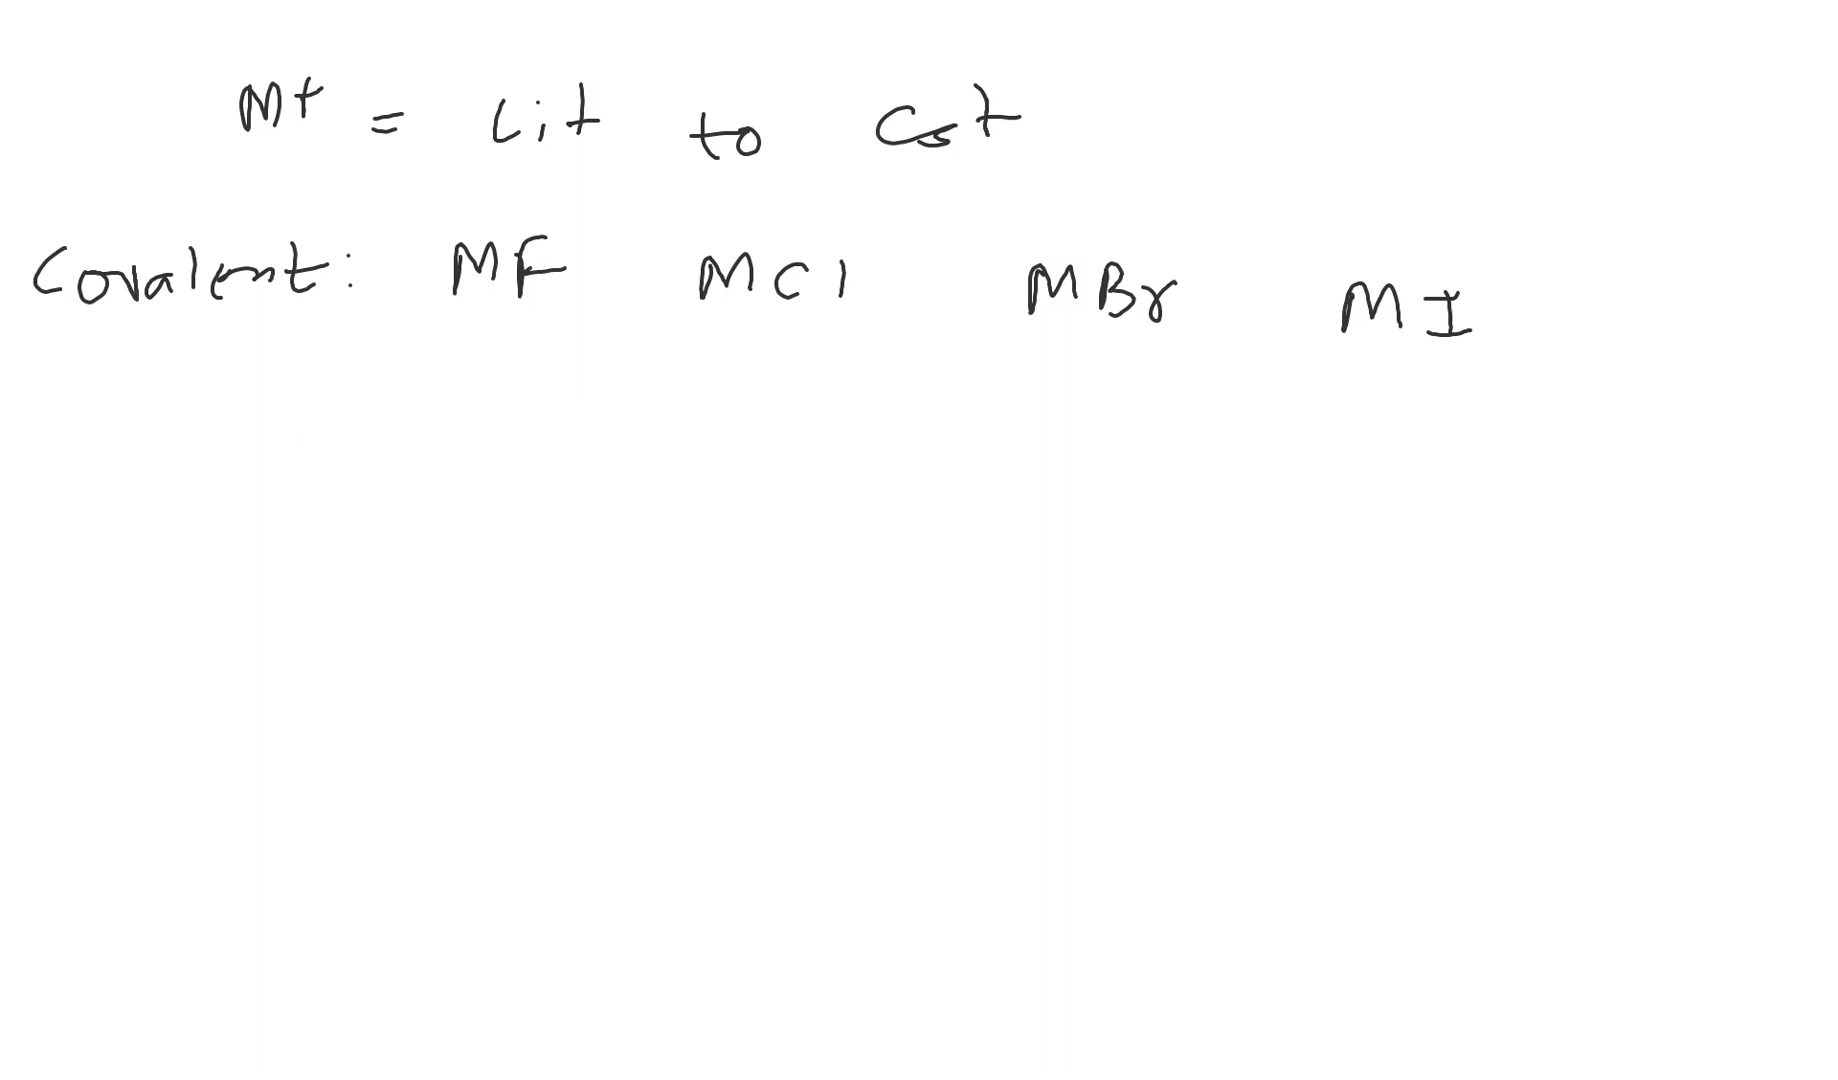 M+ = Li+ to Cs+
Covalent: MF MCl MBr MI